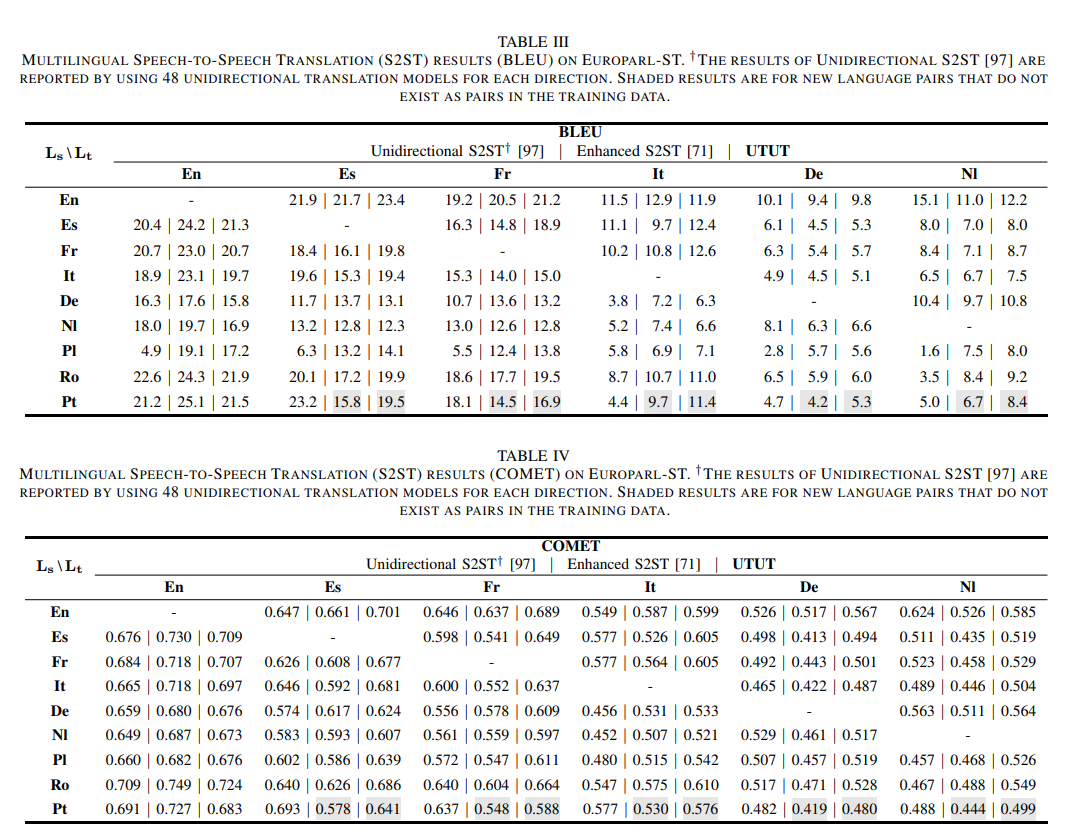 TABLE III
MULTILINGUAL SPEECH-TO-SPEECH TRANSLATION (S2ST) RESULTS (BLEU) ON EUROPARL-ST. †THE RESULTS OF UNIDIRECTIONAL S2ST [97] ARE
REPORTED BY USING 48 UNIDIRECTIONAL TRANSLATION MODELS FOR EACH DIRECTION. SHADED RESULTS ARE FOR NEW LANGUAGE PAIRS THAT DO NOT
EXIST AS PAIRS IN THE TRAINING DATA.
BLEU
Ls\Lt Unidirectional S2ST† [97] | Enhanced S2ST [71] | UTUT
En Es Fr It De Nl
En - 21.9 | 21.7 | 23.4 19.2 | 20.5 | 21.2 11.5 | 12.9 | 11.9 10.1 | 9.4 | 9.8 15.1 | 11.0 | 12.2
Es 20.4 | 24.2 | 21.3 - 16.3 | 14.8 | 18.9 11.1 | 9.7 | 12.4 6.1 | 4.5 | 5.3 8.0 | 7.0 | 8.0
Fr 20.7 | 23.0 | 20.7 18.4 | 16.1 | 19.8 - 10.2 | 10.8 | 12.6 6.3 | 5.4 | 5.7 8.4 | 7.1 | 8.7
It 18.9 | 23.1 | 19.7 19.6 | 15.3 | 19.4 15.3 | 14.0 | 15.0 - 4.9 | 4.5 | 5.1 6.5 | 6.7 | 7.5
De 16.3 | 17.6 | 15.8 11.7 | 13.7 | 13.1 10.7 | 13.6 | 13.2 3.8 | 7.2 | 6.3 - 10.4 | 9.7 | 10.8
Nl 18.0 | 19.7 | 16.9 13.2 | 12.8 | 12.3 13.0 | 12.6 | 12.8 5.2 | 7.4 | 6.6 8.1 | 6.3 | 6.6 -
Pl 4.9 | 19.1 | 17.2 6.3 | 13.2 | 14.1 5.5 | 12.4 | 13.8 5.8 | 6.9 | 7.1 2.8 | 5.7 | 5.6 1.6 | 7.5 | 8.0
Ro 22.6 | 24.3 | 21.9 20.1 | 17.2 | 19.9 18.6 | 17.7 | 19.5 8.7 | 10.7 | 11.0 6.5 | 5.9 | 6.0 3.5 | 8.4 | 9.2
Pt 21.2 | 25.1 | 21.5 23.2 | 15.8 | 19.5 18.1 | 14.5 | 16.9 4.4 | 9.7 | 11.4 4.7 | 4.2 | 5.3 5.0 | 6.7 | 8.4
TABLE IV
MULTILINGUAL SPEECH-TO-SPEECH TRANSLATION (S2ST) RESULTS (COMET) ON EUROPARL-ST. †THE RESULTS OF UNIDIRECTIONAL S2ST [97] ARE
REPORTED BY USING 48 UNIDIRECTIONAL TRANSLATION MODELS FOR EACH DIRECTION. SHADED RESULTS ARE FOR NEW LANGUAGE PAIRS THAT DO NOT
EXIST AS PAIRS IN THE TRAINING DATA.
COMET
Ls\Lt Unidirectional S2ST† [97] | Enhanced S2ST [71] | UTUT
En Es Fr It De Nl
En - 0.647 | 0.661 | 0.701 0.646 | 0.637 | 0.689 0.549 | 0.587 | 0.599 0.526 | 0.517 | 0.567 0.624 | 0.526 | 0.585
Es 0.676 | 0.730 | 0.709 - 0.598 | 0.541 | 0.649 0.577 | 0.526 | 0.605 0.498 | 0.413 | 0.494 0.511 | 0.435 | 0.519
Fr 0.684 | 0.718 | 0.707 0.626 | 0.608 | 0.677 - 0.577 | 0.564 | 0.605 0.492 | 0.443 | 0.501 0.523 | 0.458 | 0.529
It 0.665 | 0.718 | 0.697 0.646 | 0.592 | 0.681 0.600 | 0.552 | 0.637 - 0.465 | 0.422 | 0.487 0.489 | 0.446 | 0.504
De 0.659 | 0.680 | 0.676 0.574 | 0.617 | 0.624 0.556 | 0.578 | 0.609 0.456 | 0.531 | 0.533 - 0.563 | 0.511 | 0.564
Nl 0.649 | 0.687 | 0.673 0.583 | 0.593 | 0.607 0.561 | 0.559 | 0.597 0.452 | 0.507 | 0.521 0.529 | 0.461 | 0.517 -
Pl 0.660 | 0.682 | 0.676 0.602 | 0.586 | 0.639 0.572 | 0.547 | 0.611 0.480 | 0.515 | 0.542 0.507 | 0.457 | 0.519 0.457 | 0.468 | 0.526
Ro 0.709 | 0.749 | 0.724 0.640 | 0.626 | 0.686 0.640 | 0.604 | 0.664 0.547 | 0.575 | 0.610 0.517 | 0.471 | 0.528 0.467 | 0.488 | 0.549
Pt 0.691 | 0.727 | 0.683 0.693 | 0.578 | 0.641 0.637 | 0.548 | 0.588 0.577 | 0.530 | 0.576 0.482 | 0.419 | 0.480 0.488 | 0.444 | 0.499